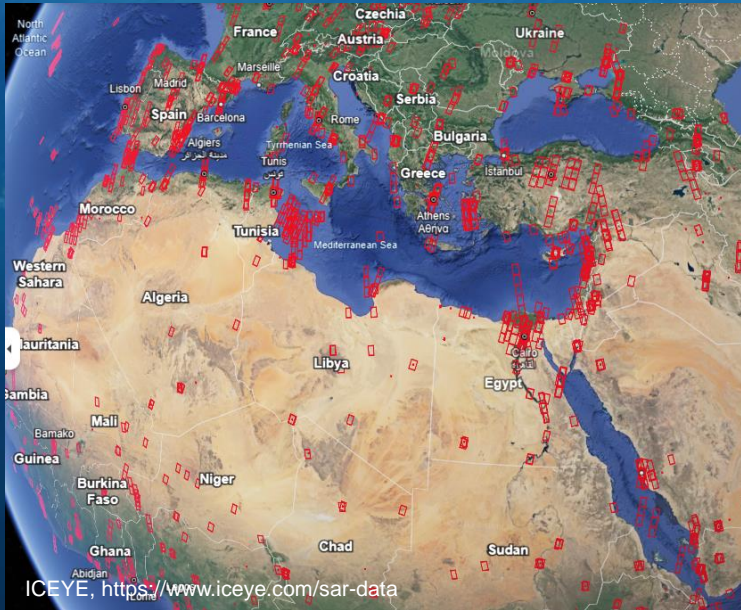 North
Atlantic
Ocean
Czechia
France
Austria
Ukraine
Moldova
Marseille
Croatia
Lisbon
Madrid
Spain
Barcelona
Serbia
Rome
Bulgaria
Tyrrhenian Sea
Algiers
مدينة الجزائر
Tunis
تونس
Greece
Istanbul
Athens
Αθήνα
Morocco
Tunisia
Mediterranean Sea
Western
Sahara
Algeria
Libya
Cairo
القاهرة
Egypt
Mauritania
Gambia
Mali
Bamako
Guinea
Burkina
Faso
Niger
Chad
Sudan
Ghana
Abidjan
Lome
Lagos
ICEYE, https://www.iceye.com/sar-data